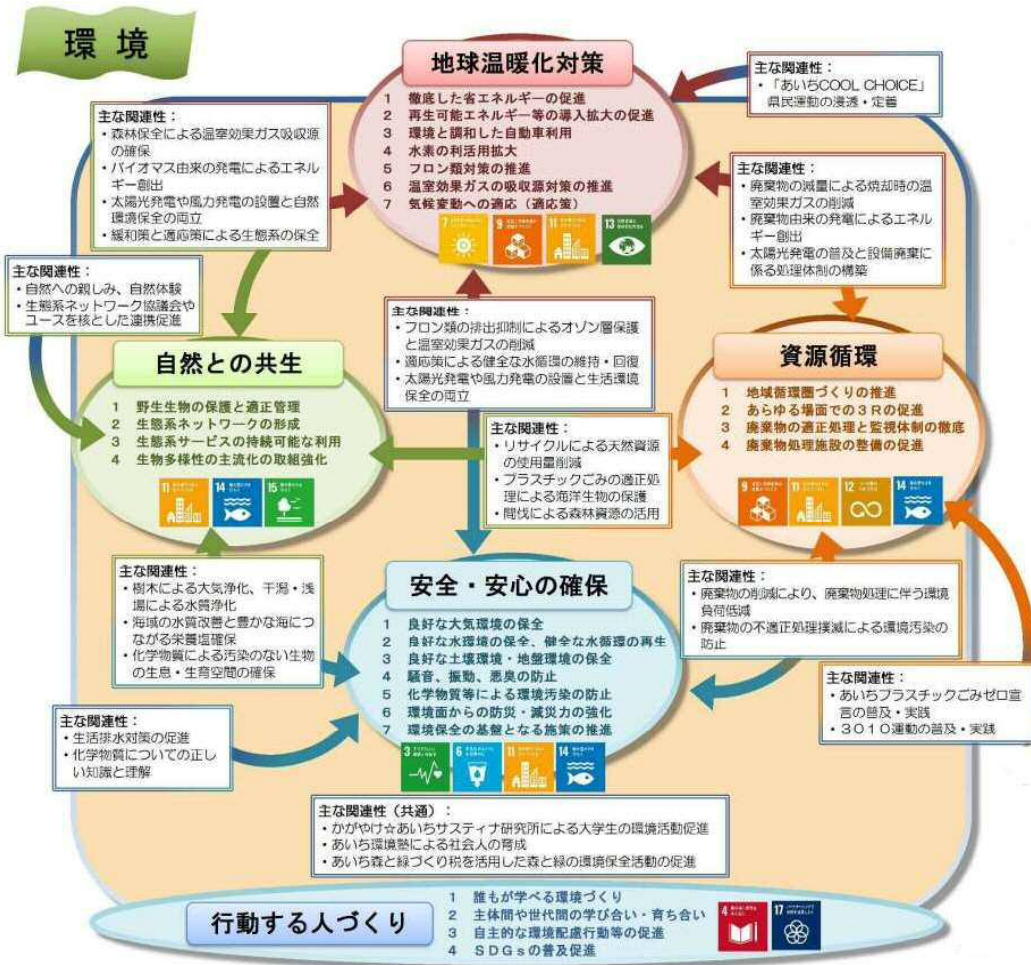 環 境
地球温暖化対策
1 徹底した省エネルギーの促進
2 再生可能エネルギー等の導入拡大の促進
3 環境と調和した自動車利用
4 水素の利活用拡大
5 フロン類対策の推進
6 温室効果ガスの吸収源対策の推進
7 気候変動への適応（適応策）
7
9
11
13
主な関連性：
・「あいちCOOL CHOICE」
県民運動の浸透・定着
主な関連性：
・森林保全による温室効果ガス吸収源
の確保
・バイオマス由来の発電によるエネル
ギー創出
・太陽光発電や風力発電の設置と自然
環境保全の両立
・緩和策と適応策による生態系の保全
主な関連性：
・廃棄物の減量による焼却時の温
室効果ガスの削減
・廃棄物由来の発電によるエネル
ギー創出
・太陽光発電の普及と設備廃棄に
係る処理体制の構築
主な関連性：
・自然への親しみ、自然体験
・生態系ネットワーク協議会や
ユースを核とした連携促進
主な関連性：
・フロン類の排出抑制によるオゾン層保護
と温室効果ガスの削減
・適応策による健全な水循環の維持・回復
・太陽光発電や風力発電の設置と生活環境
保全の両立
自然との共生
1 野生生物の保護と適正管理
2 生態系ネットワークの形成
3 生態系サービスの持続可能な利用
4 生物多様性の主流化の取組強化
11
14
15
資源循環
1 地域循環圏づくりの推進
2 あらゆる場面での３Ｒの促進
3 廃棄物の適正処理と監視体制の徹底
4 廃棄物処理施設の整備の促進
9
11
12
14
主な関連性：
・リサイクルによる天然資源
の使用量削減
・プラスチックごみの適正処
理による海洋生物の保護
・間伐による森林資源の活用
主な関連性：
・樹木による大気浄化、干潟・浅
場による水質浄化
・海域の水質改善と豊かな海につ
ながる栄養塩確保
・化学物質による汚染のない生物
の生息・生育空間の確保
安全・安心の確保
1 良好な大気環境の保全
2 良好な水環境の保全、健全な水循環の再生
3 良好な土壌環境・地盤環境の保全
4 騒音、振動、悪臭の防止
5 化学物質等による環境汚染の防止
6 環境面からの防災・減災力の強化
7 環境保全の基盤となる施策の推進
3
6
11
14
主な関連性：
・廃棄物の削減により、廃棄物処理に伴う環境
負荷低減
・廃棄物の不適正処理撲滅による環境汚染の
防止
主な関連性：
・あいちプラスチックごみゼロ宣
言の普及・実践
・３０１０運動の普及・実践
主な関連性：
・生活排水対策の促進
・化学物質についての正し
い知識と理解
主な関連性（共通）：
・かがやけ☆あいちサスティナ研究所による大学生の環境活動促進
・あいち環境塾による社会人の育成
・あいち森と緑づくり税を活用した森と緑の環境保全活動の促進
行動する人づくり
1 誰もが学べる環境づくり
2 主体間や世代間の学び合い・育ち合い
3 自主的な環境配慮行動等の促進
4 ＳＤＧｓの普及促進
4
17